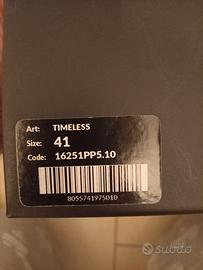 Art: TIMELESS
Size: 41
Code: 16251PP5.10
8055741975010
subito